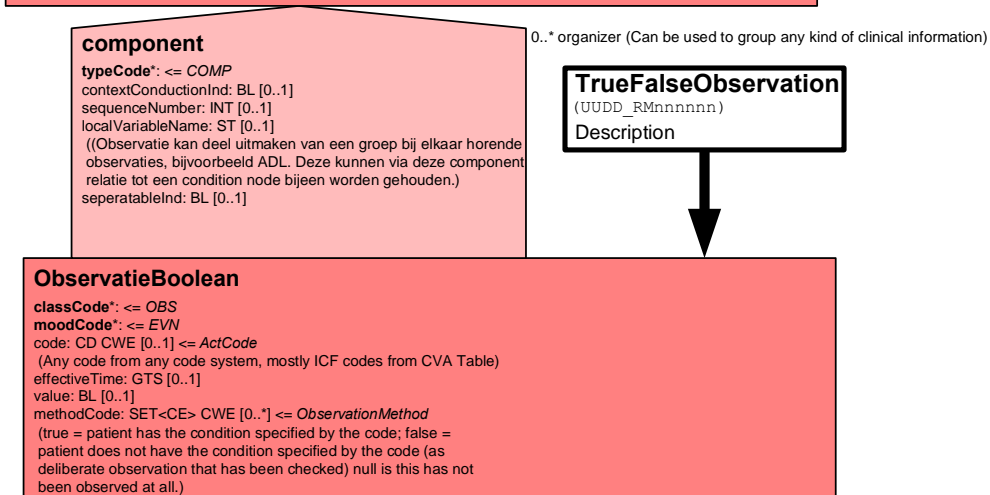 component
typeCode*: <= COMP
contextConductionInd: BL [0..1]
sequenceNumber: INT [0..1]
localVariableName: ST [0..1]
((Observatie kan deel uitmaken van een groep bij elkaar horende
observaties, bijvoorbeeld ADL. Deze kunnen via deze component
relatie tot een condition node bijeen worden gehouden.)
seperatableInd: BL [0..1]
0..* organizer (Can be used to group any kind of clinical information)
TrueFalseObservation
(UUDD_RMnnnnnn)
Description
ObservatieBoolean
classCode*: <= OBS
moodCode*: <= EVN
code: CD CWE [0..1] <= ActCode
(Any code from any code system, mostly ICF codes from CVA Table)
effectiveTime: GTS [0..1]
value: BL [0..1]
methodCode: SET<CE> CWE [0..*] <= ObservationMethod
(true = patient has the condition specified by the code; false =
patient does not have the condition specified by the code (as
deliberate observation that has been checked) null is this has not
been observed at all.)